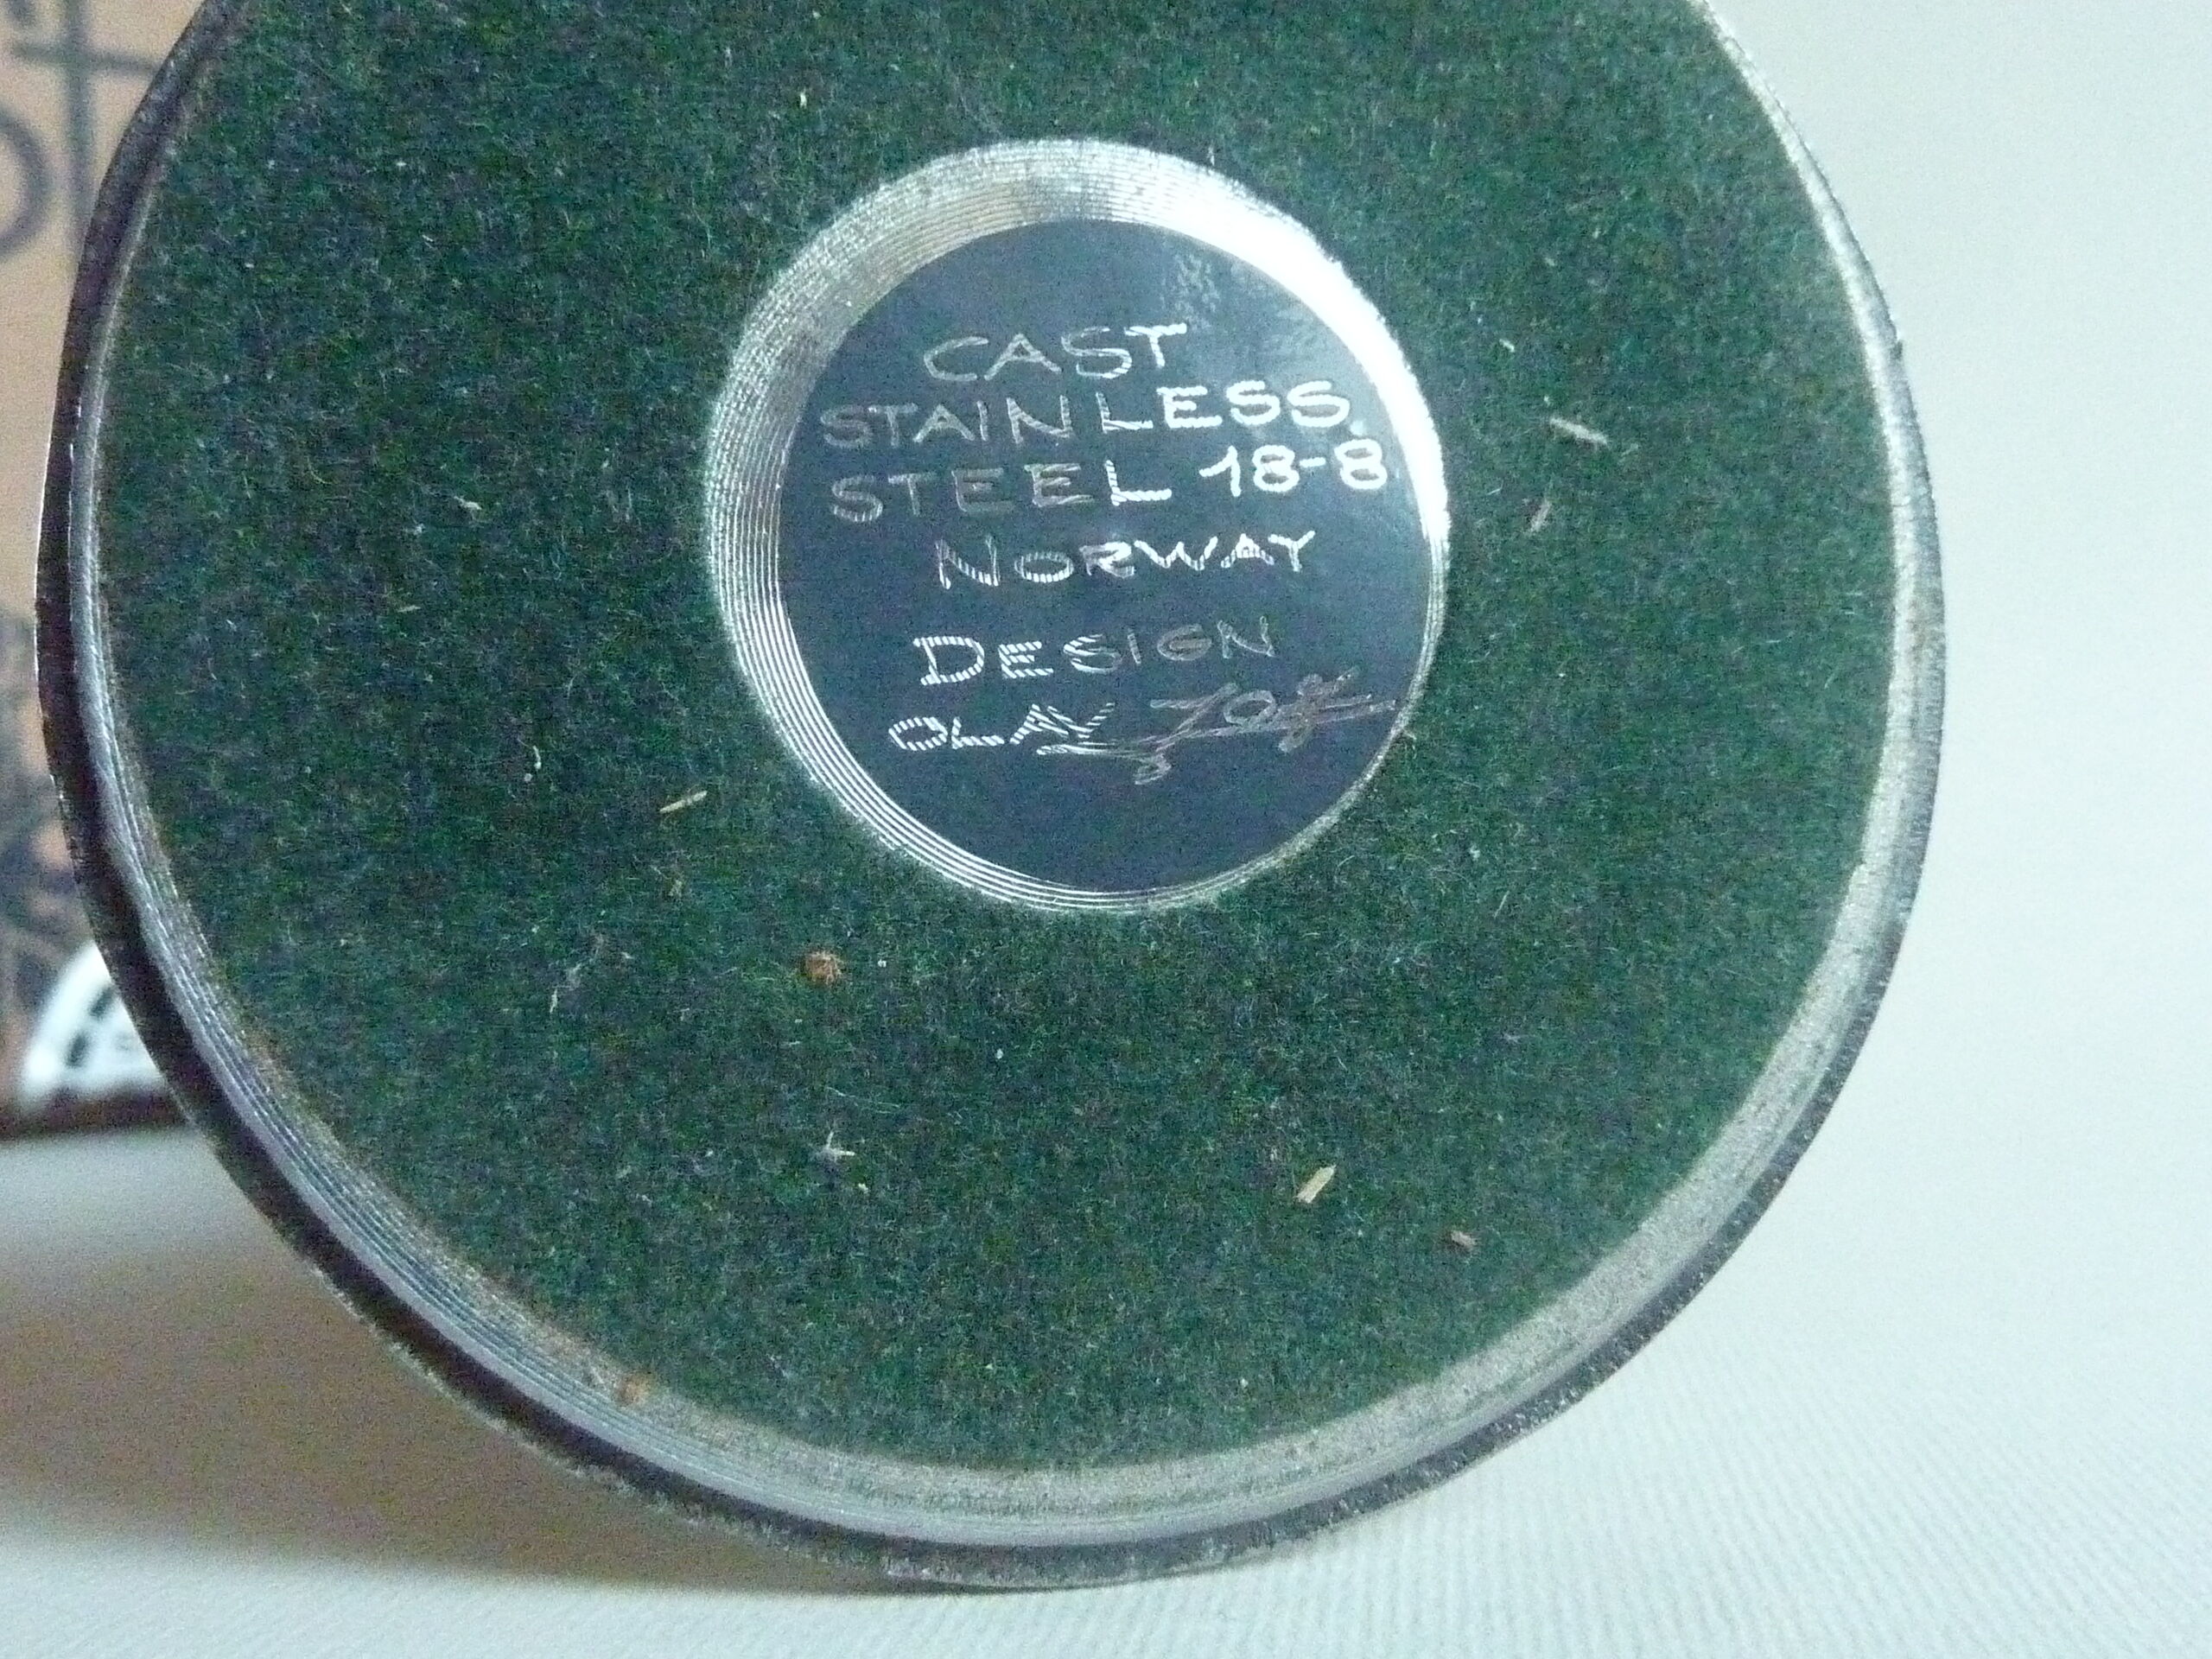 CAST
STAINLESS
STEEL 18-8
NORWAY
DESIGN
OLAV